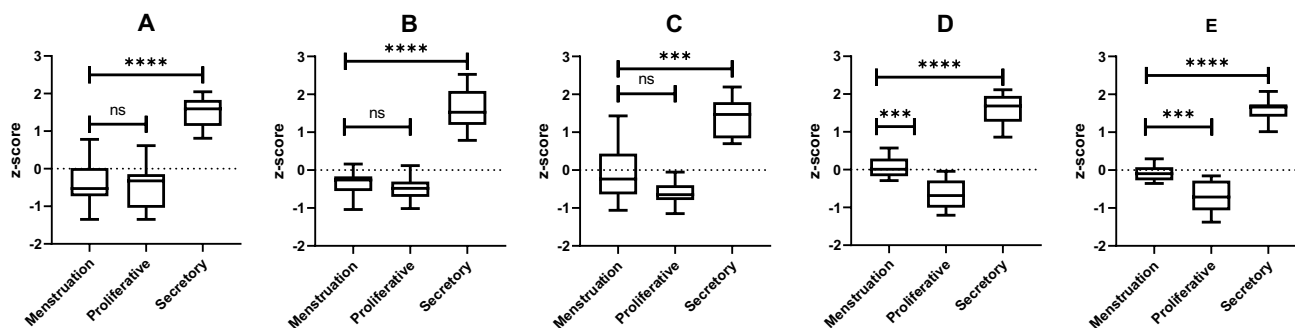 A
z-score
3
2
1
0
-1
-2
****
ns
Menstruation
Proliferative
Secretory
B
z-score
3
2
1
0
-1
-2
****
ns
Menstruation
Proliferative
Secretory
C
z-score
3
2
1
0
-1
-2
***
ns
Menstruation
Proliferative
Secretory
D
z-score
3
2
1
0
-1
-2
****
***
Menstruation
Proliferative
Secretory
E
z-score
3
2
1
0
-1
-2
****
***
Menstruation
Proliferative
Secretory